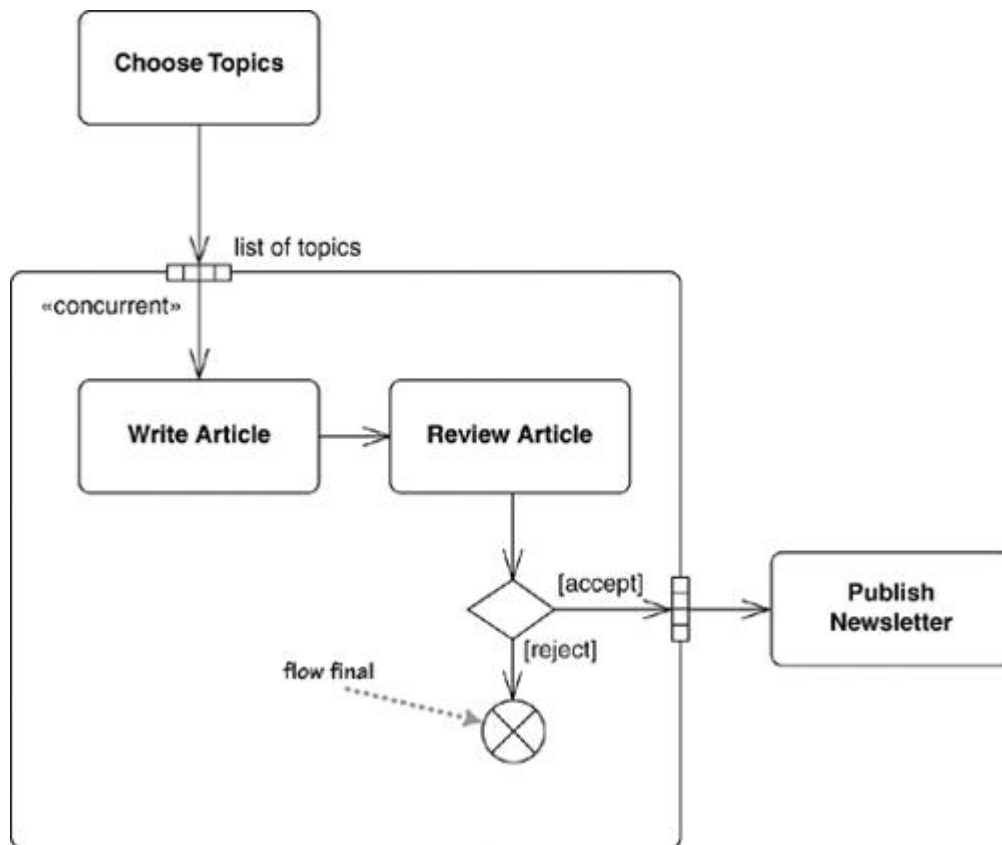 Choose Topics
list of topics
«concurrent»
Write Article
Review Article
[accept]
Publish
Newsletter
[reject]
flow final